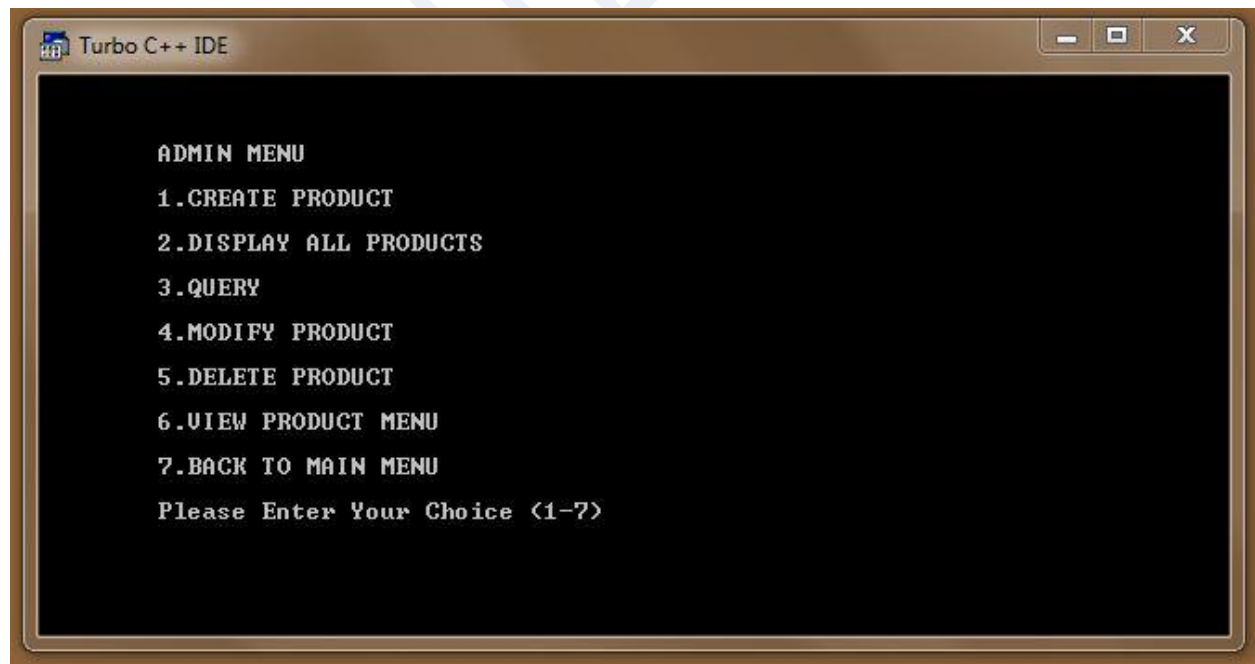 Turbo C++ IDE
ADMIN MENU
1.CREATE PRODUCT
2.DISPLAY ALL PRODUCTS
3.QUERY
4.MODIFY PRODUCT
5.DELETE PRODUCT
6.VIEW PRODUCT MENU
7.BACK TO MAIN MENU
Please Enter Your Choice (1-7)